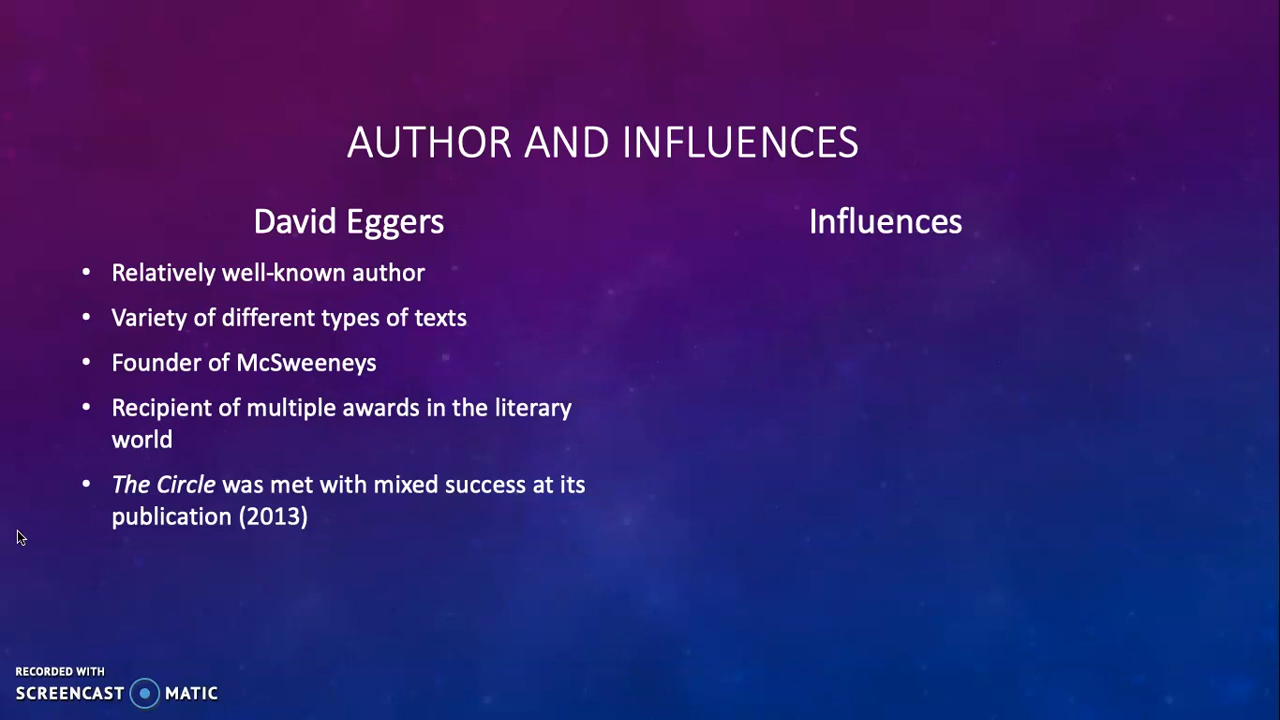 AUTHOR AND INFLUENCES
David Eggers
• Relatively well-known author
• Variety of different types of texts
• Founder of McSweeneys
• Recipient of multiple awards in the literary
world
• The Circle was met with mixed success at its
publication (2013)
Influences
RECORDED WITH
SCREENCAST MATIC